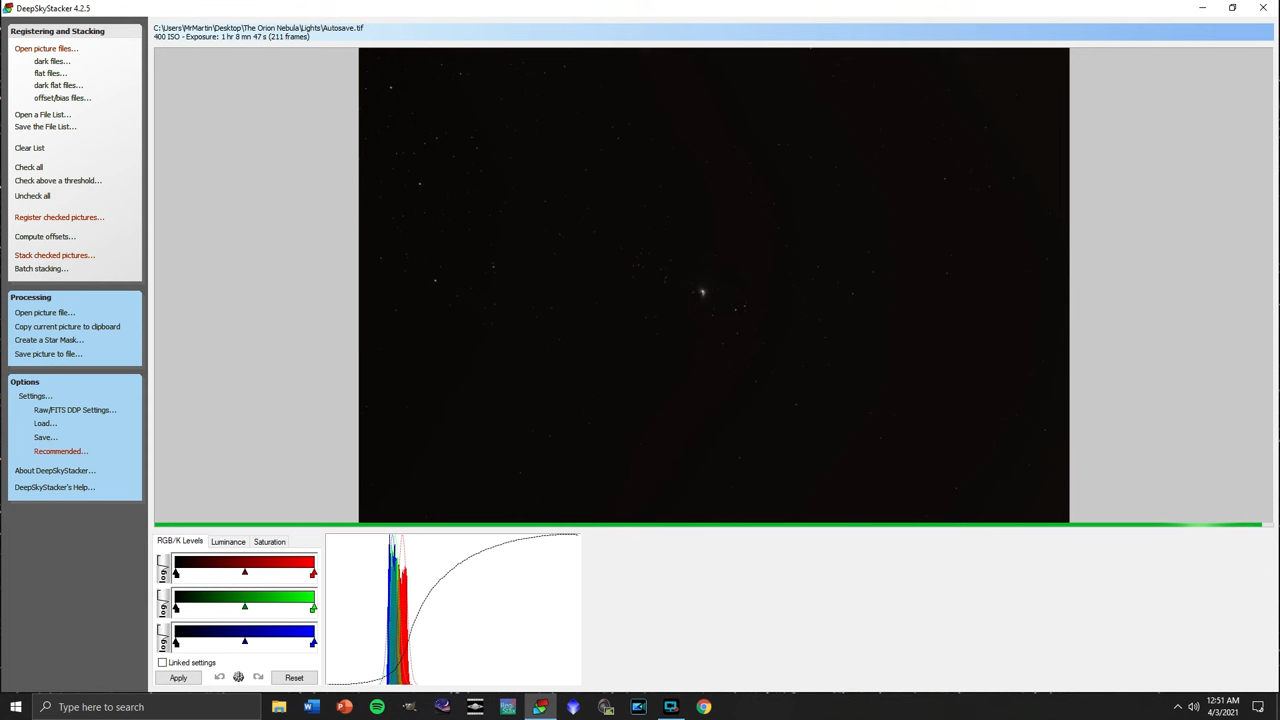 DeepSkyStacker 4.2.5
Registering and Stacking
Open picture files...
dark files...
flat files...
dark flat files...
offset/bias files...
Open a File List...
Save the File List...
Clear List
Check all
Check above a threshold...
Uncheck all
Register checked pictures...
Compute offsets...
Stack checked pictures...
Batch stacking...
Processing
Open picture file...
Copy current picture to clipboard
Create a Star Mask...
Save picture to file...
Options
Settings...
Raw/FITS DDP Settings...
Load...
Save...
Recommended...
About DeepSkyStacker...
DeepSkyStacker's Help...
C:\Users\MrMartin\Desktop\The Orion Nebula\Lights\Autosave.tif
400 ISO - Exposure: 1 hr 8 mn 47 s (211 frames)
RGB/K Levels Luminance Saturation
log
log
log
Linked settings
Apply Reset
Type here to search
12:51 AM
4/3/2021